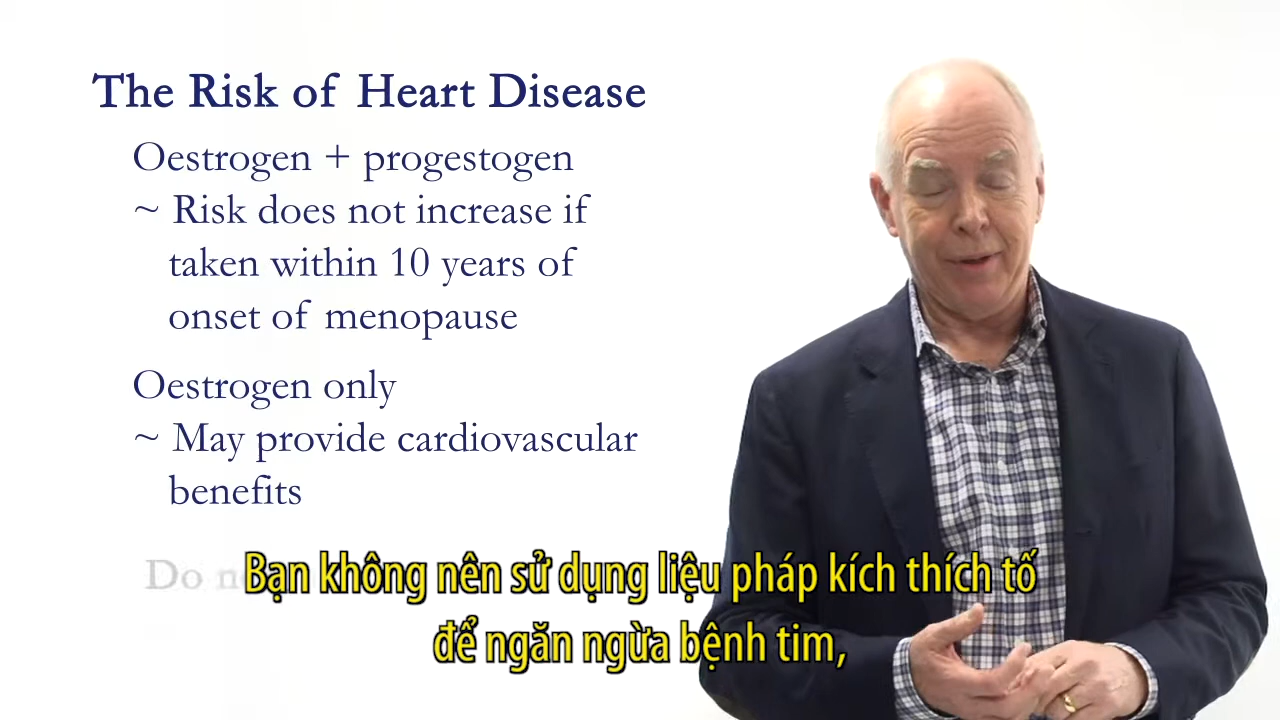 The Risk of Heart Disease
Oestrogen + progestogen
~ Risk does not increase if
taken within 10 years of
onset of menopause
Oestrogen only
~ May provide cardiovascular
benefits
Do
Bạn không nên sử dụng liệu pháp kích thích tố
để ngăn ngừa bệnh tim,